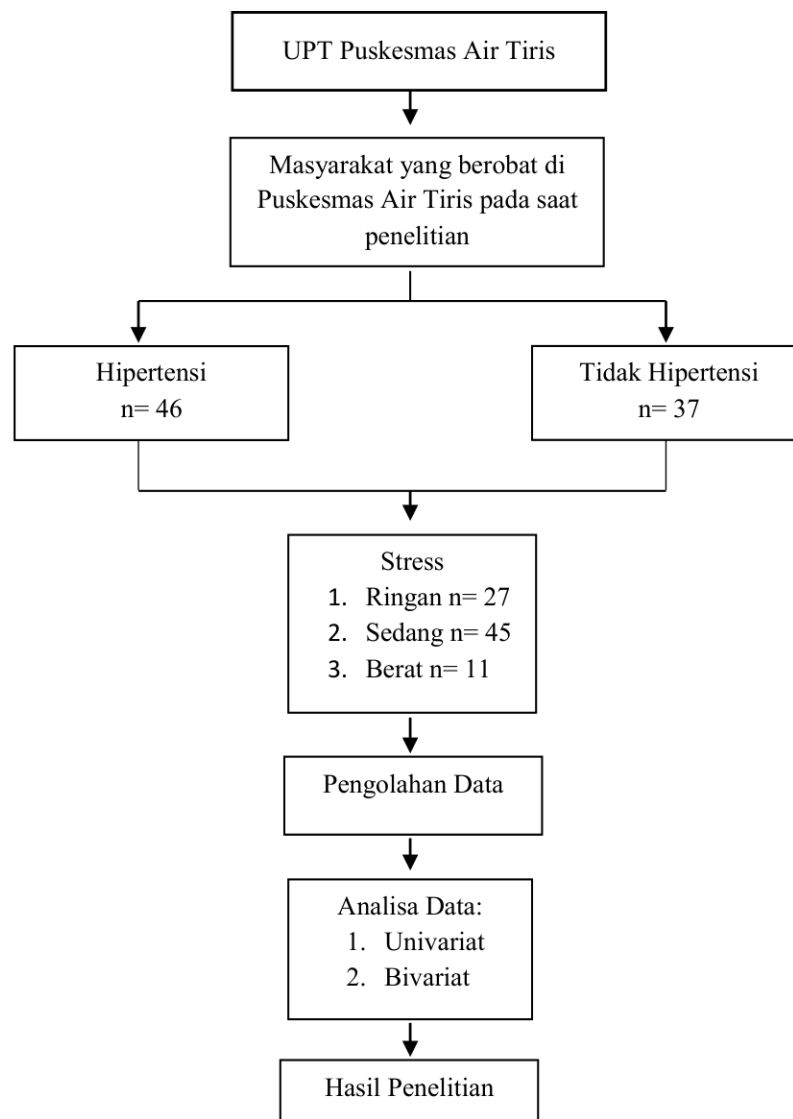 UPT Puskesmas Air Tiris
Masyarakat yang berobat di
Puskesmas Air Tiris pada saat
penelitian
Hipertensi
n= 46
Tidak Hipertensi
n= 37
Stress
1. Ringan n= 27
2. Sedang n= 45
3. Berat n= 11
Pengolahan Data
Analisa Data:
1. Univariat
2. Bivariat
Hasil Penelitian